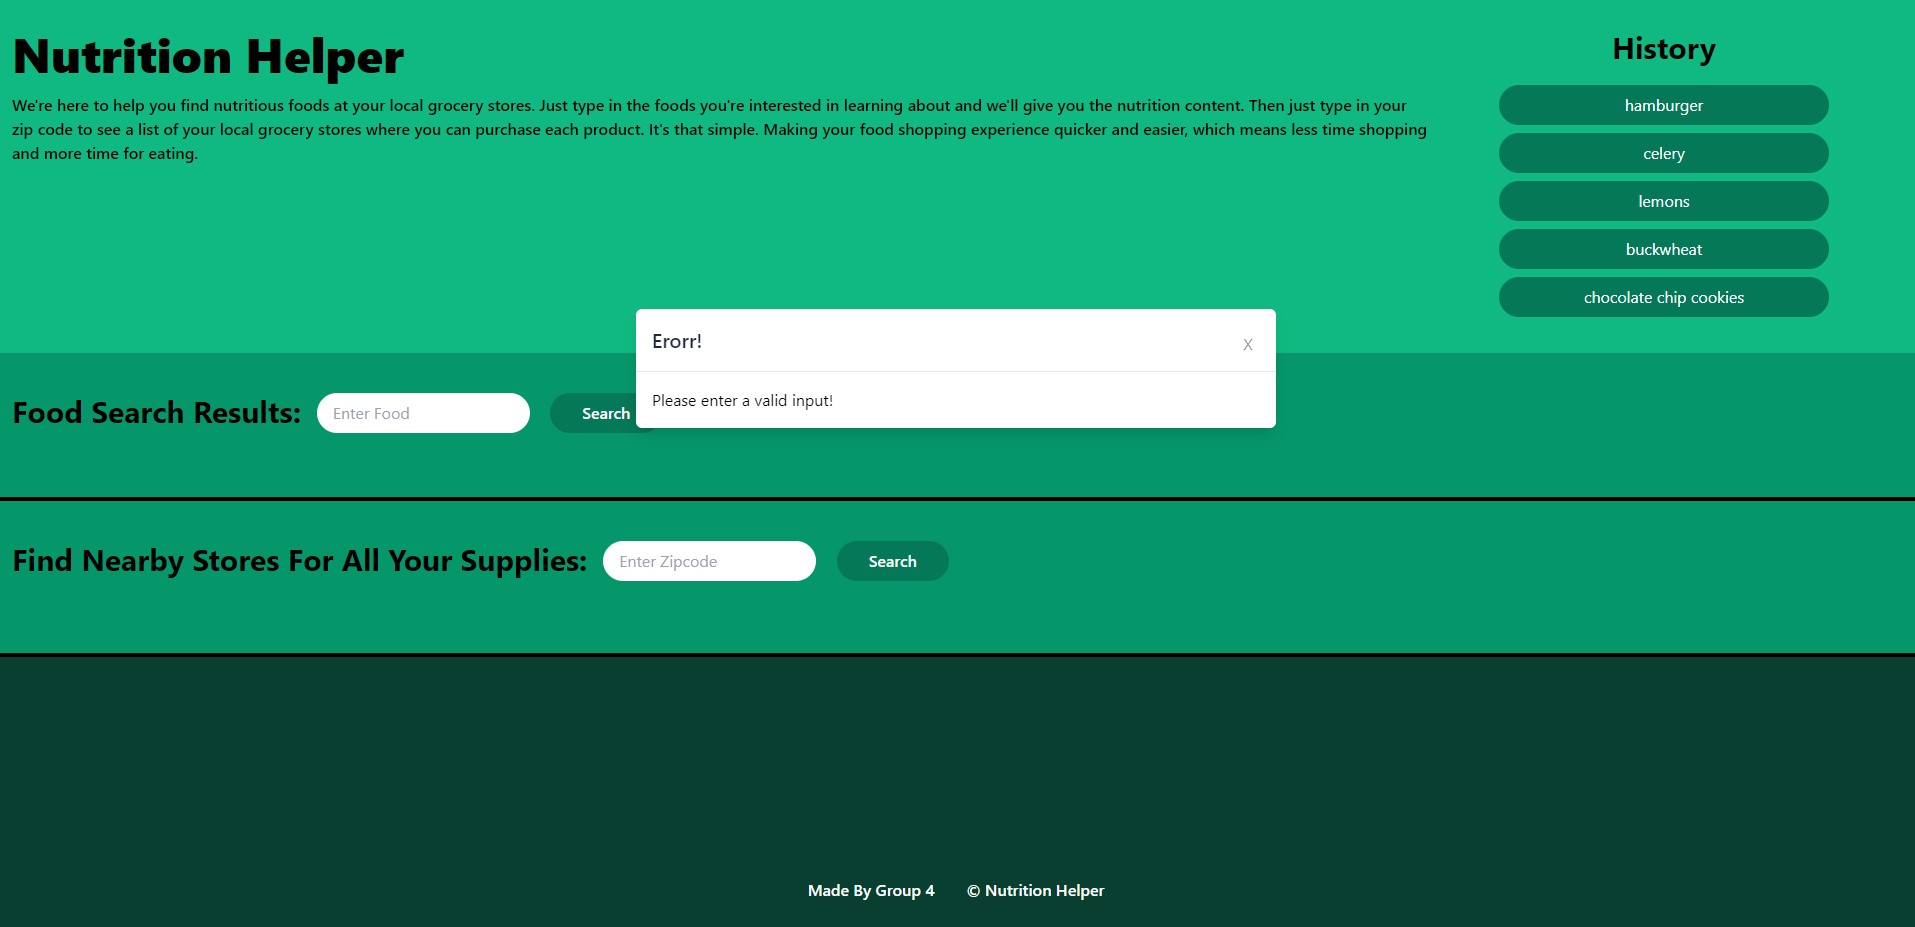 Nutrition Helper
We're here to help you find nutritious foods at your local grocery stores. Just type in the foods you're interested in learning about and we'll give you the nutrition content. Then just type in your
zip code to see a list of your local grocery stores where you can purchase each product. It's that simple. Making your food shopping experience quicker and easier, which means less time shopping
and more time for eating.
History
hamburger
celery
lemons
buckwheat
chocolate chip cookies
Erorr!
X
Please enter a valid input!
Food Search Results:
Enter Food
Search
Find Nearby Stores For All Your Supplies:
Enter Zipcode
Search
Made By Group 4
© Nutrition Helper